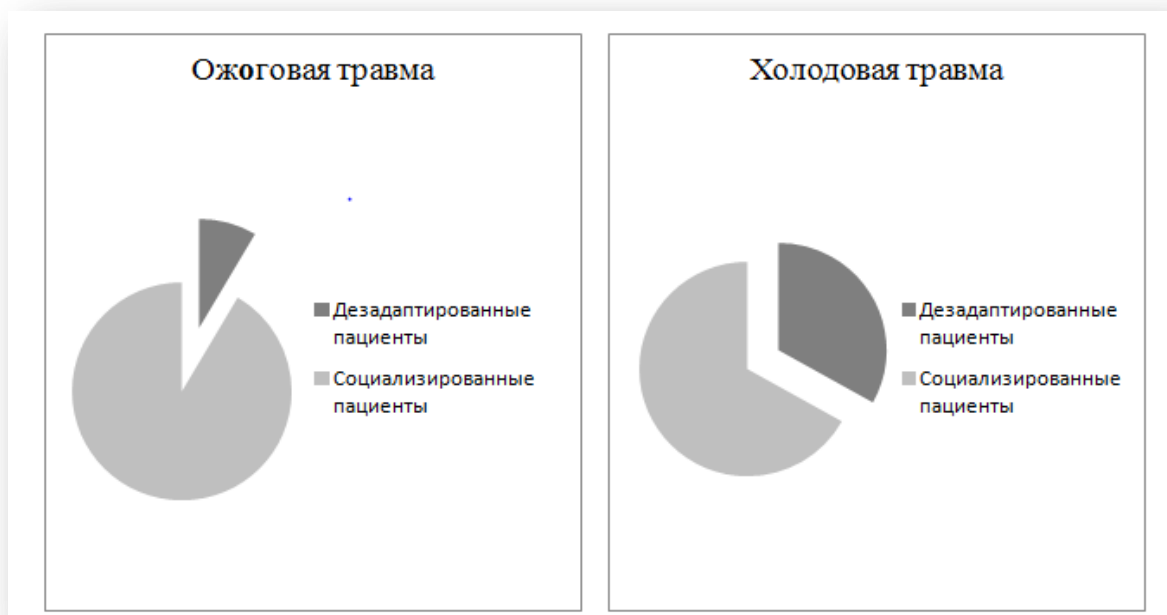 Ожоговая травма
Дезадаптированные
пациенты
Социализированные
пациенты
Холодовая травма
Дезадаптированные
пациенты
Социализированные
пациенты